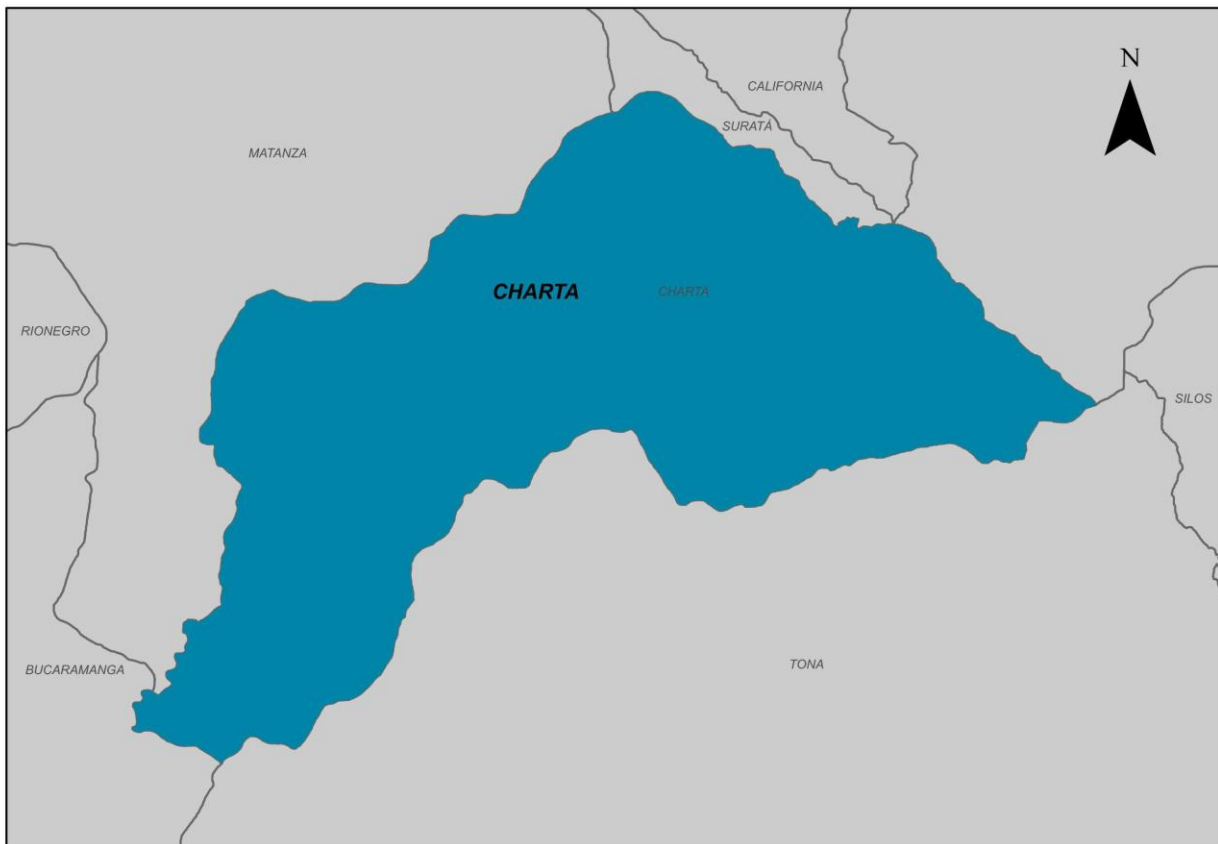 N
CALIFORNIA
SURATÁ
MATANZA
CHARTA
CHARTA
RIONEGRO
SILOS
BUCARAMANGA
TONA